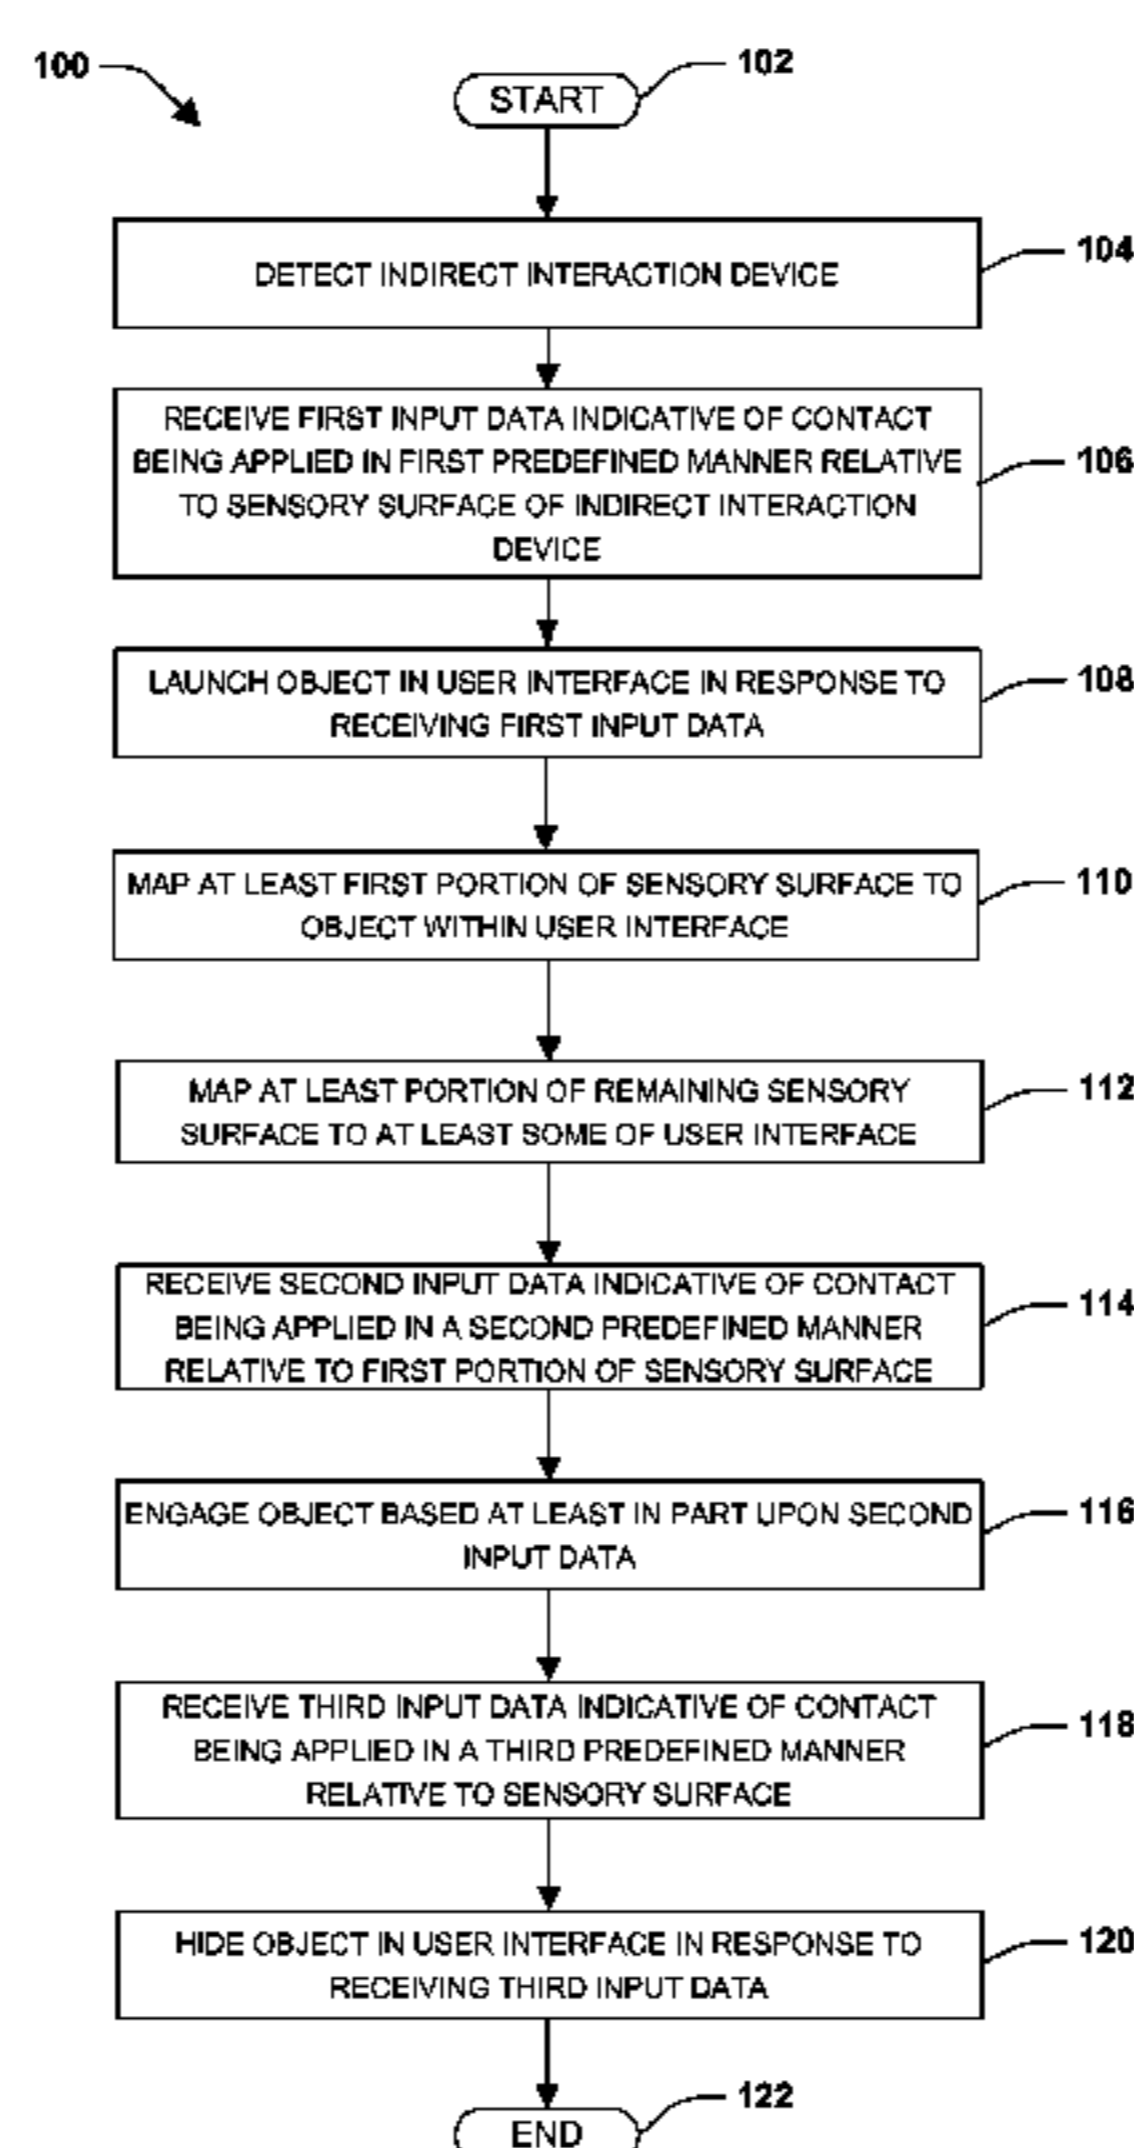 100
START
102
DETECT INDIRECT INTERACTION DEVICE
104
RECEIVE FIRST INPUT DATA INDICATIVE OF CONTACT
BEING APPLIED IN FIRST PREDEFINED MANNER RELATIVE
TO SENSORY SURFACE OF INDIRECT INTERACTION
DEVICE
106
LAUNCH OBJECT IN USER INTERFACE IN RESPONSE TO
RECEIVING FIRST INPUT DATA
108
MAP AT LEAST FIRST PORTION OF SENSORY SURFACE TO
OBJECT WITHIN USER INTERFACE
110
MAP AT LEAST PORTION OF REMAINING SENSORY
SURFACE TO AT LEAST SOME OF USER INTERFACE
112
RECEIVE SECOND INPUT DATA INDICATIVE OF CONTACT
BEING APPLIED IN A SECOND PREDEFINED MANNER
RELATIVE TO FIRST PORTION OF SENSORY SURFACE
114
ENGAGE OBJECT BASED AT LEAST IN PART UPON SECOND
INPUT DATA
116
RECEIVE THIRD INPUT DATA INDICATIVE OF CONTACT
BEING APPLIED IN A THIRD PREDEFINED MANNER
RELATIVE TO SENSORY SURFACE
118
HIDE OBJECT IN USER INTERFACE IN RESPONSE TO
RECEIVING THIRD INPUT DATA
120
END
122